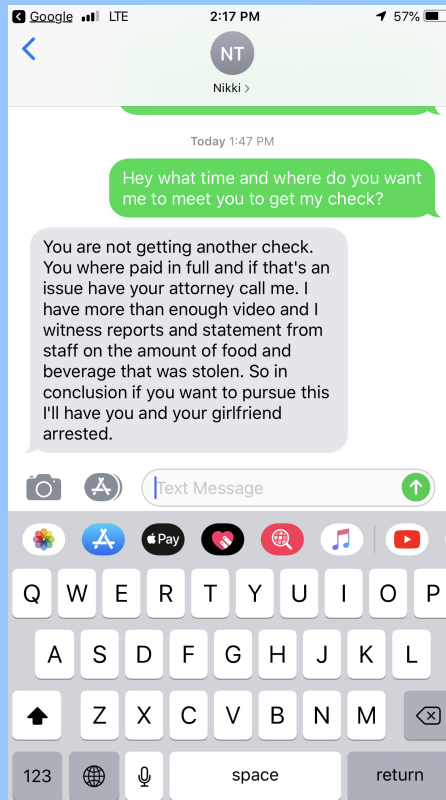 Google LTE 2:17 PM 57%
NT
Nikki
Today 1:47 PM
Hey what time and where do you want
me to meet you to get my check?
You are not getting another check.
You where paid in full and if that's an
issue have your attorney call me. I
have more than enough video and I
witness reports and statement from
staff on the amount of food and
beverage that was stolen. So in
conclusion if you want to pursue this
I'll have you and your girlfriend
arrested.
Text Message
Pay
Q W E R T Y U I O P
A S D F G H J K L
Z X C V B N M
123 space return